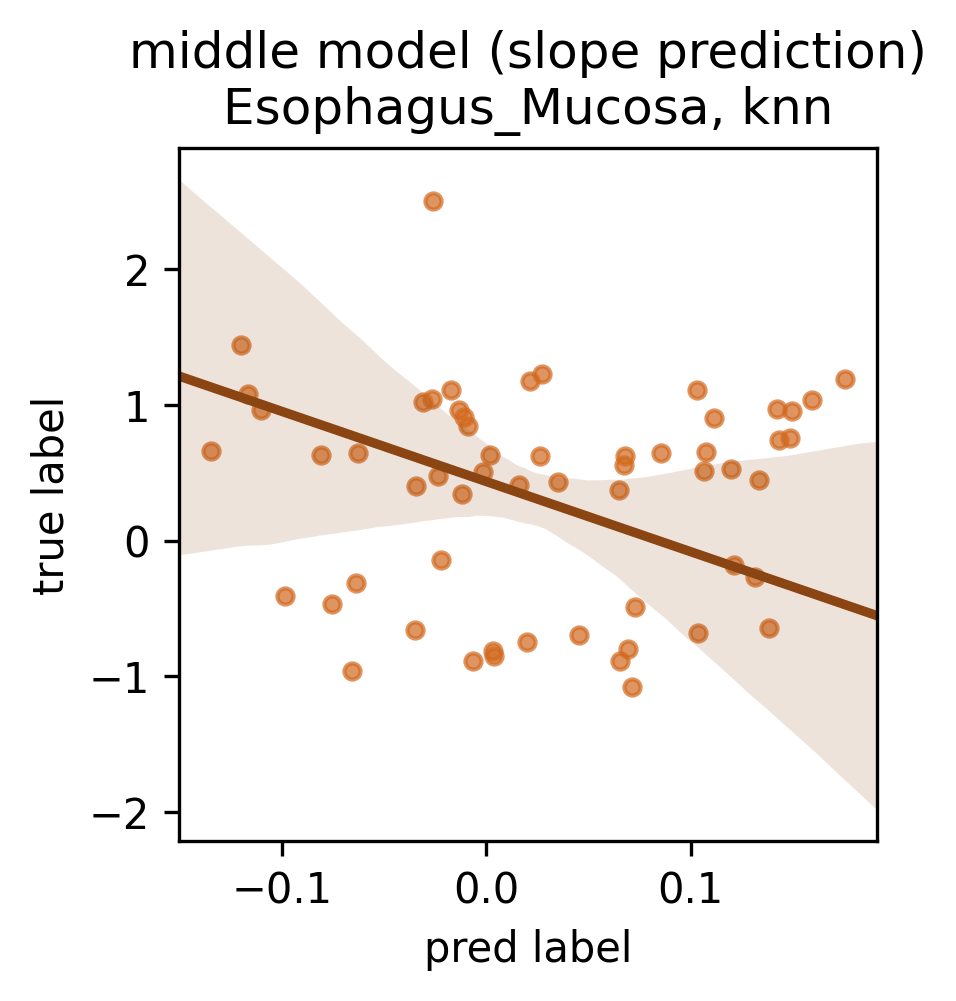 middle model (slope prediction)
Esophagus_Mucosa, knn
2
1
0
−1
−2
true label
−0.1
0.0
0.1
pred label